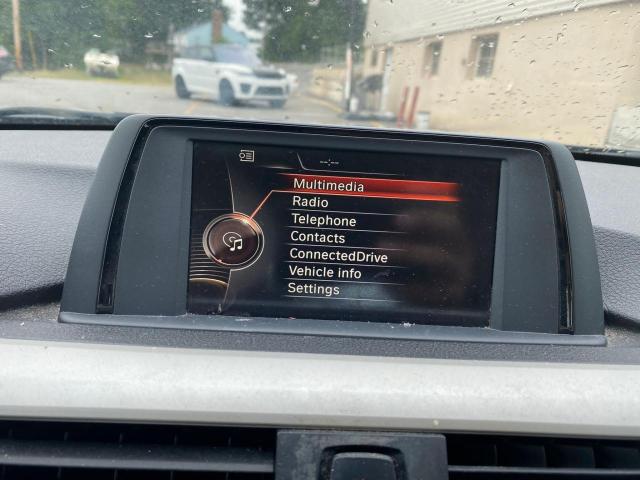 --:--
Multimedia
Radio
Telephone
Contacts
ConnectedDrive
Vehicle info
Settings